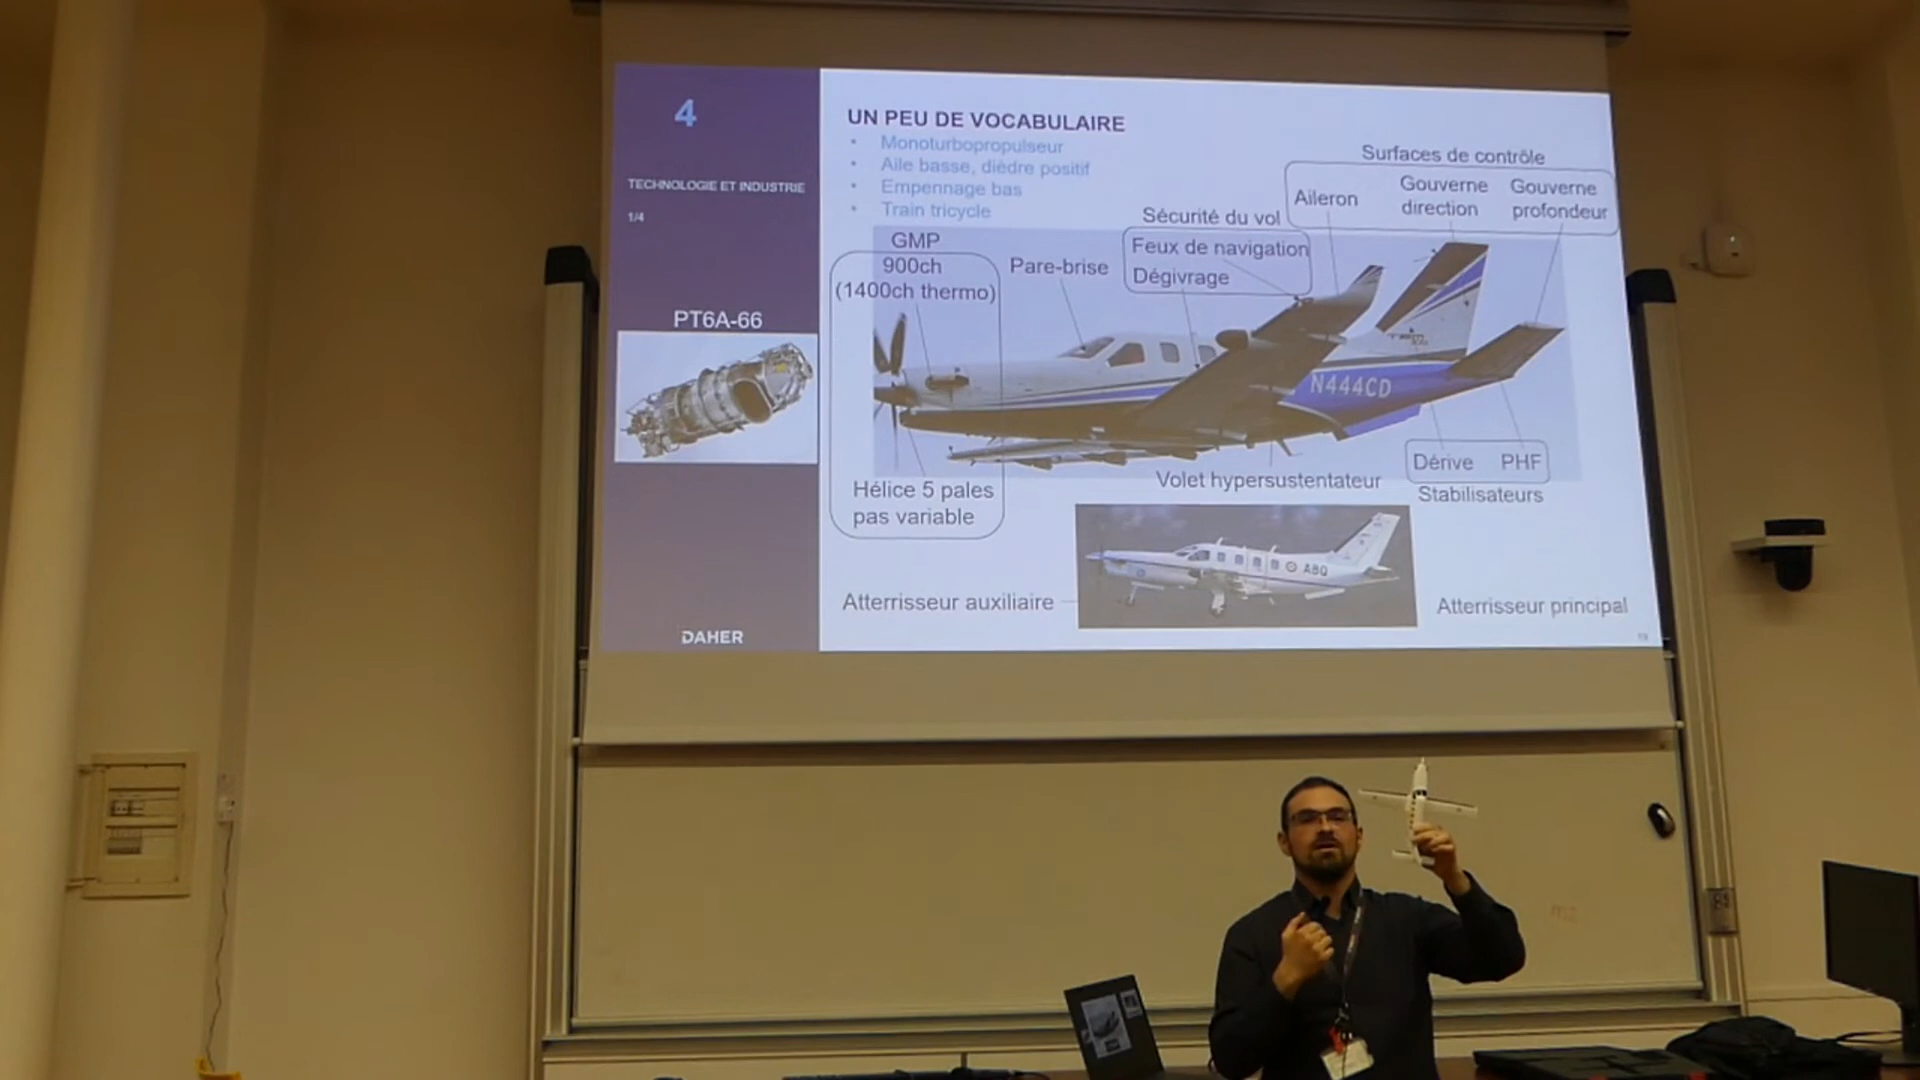 4
TECHNOLOGIE ET INDUSTRIE
1/4
PT6A-66
DAHER
UN PEU DE VOCABULAIRE
• Monoturbopropulseur
• Aile basse, dièdre positif
• Empennage bas
• Train tricycle
GMP
900ch
(1400ch thermo)
Hélice 5 pales
pas variable
Pare-brise
Sécurité du vol
Feux de navigation
Dégivrage
Surfaces de contrôle
Aileron
Gouverne
direction
Gouverne
profondeur
N444CD
Dérive PHF
Stabilisateurs
Volet hypersustentateur
ABQ
Atterrisseur auxiliaire
Atterrisseur principal